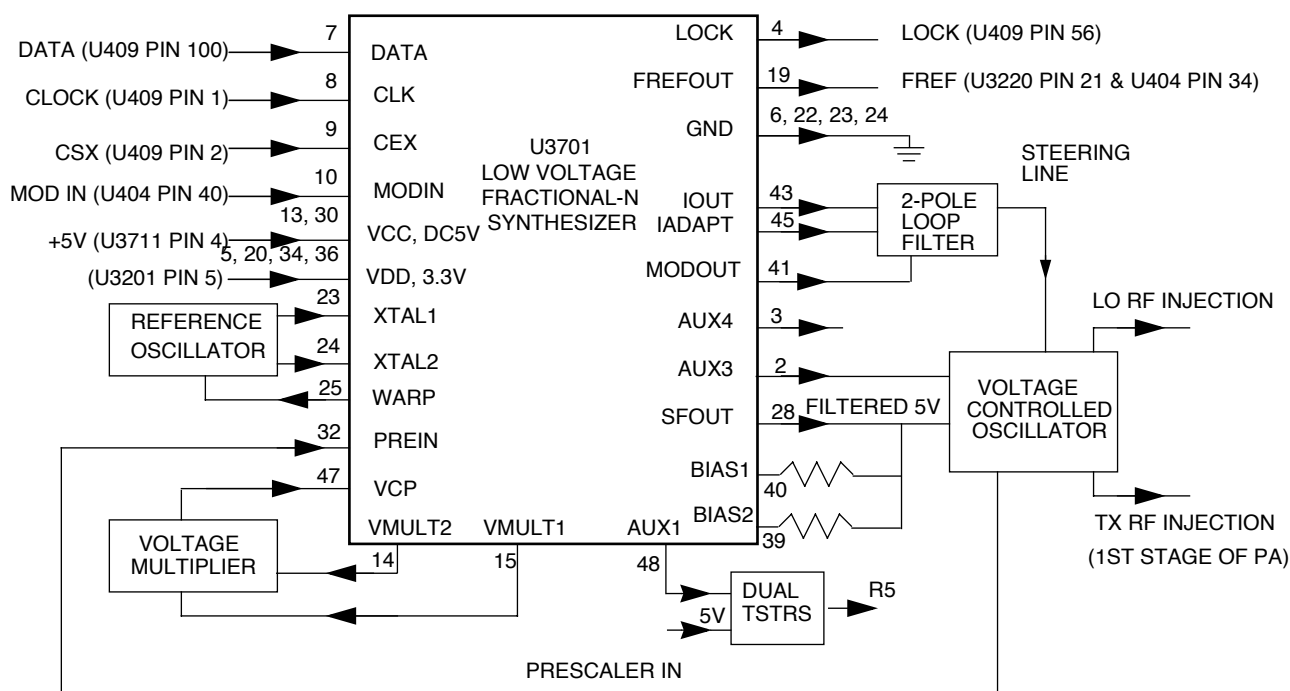 DATA (U409 PIN 100)
7
DATA
CLOCK (U409 PIN 1)
8
CLK
CSX (U409 PIN 2)
9
CEX
MOD IN (U404 PIN 40)
10
MODIN
13, 30
+5V (U3711 PIN 4)
VCC, DC5V
5, 20, 34, 36
(U3201 PIN 5)
VDD, 3.3V
23
XTAL1
REFERENCE
OSCILLATOR
24
XTAL2
25
WARP
32
PREIN
47
VCP
VOLTAGE
MULTIPLIER
VMULT2
14
VMULT1
15
AUX1
48
U3701
LOW VOLTAGE
FRACTIONAL-N
SYNTHESIZER
LOCK
4
LOCK (U409 PIN 56)
FREFOUT
19
FREF (U3220 PIN 21 & U404 PIN 34)
GND
6, 22, 23, 24
IOUT
43
IADAPT
45
2-POLE
LOOP
FILTER
STEERING
LINE
MODOUT
41
AUX4
3
AUX3
2
SFOUT
28
FILTERED 5V
BIAS1
40
BIAS2
39
LO RF INJECTION
VOLTAGE
CONTROLLED
OSCILLATOR
TX RF INJECTION
(1ST STAGE OF PA)
5V
DUAL
TSTRS
R5
PRESCALER IN